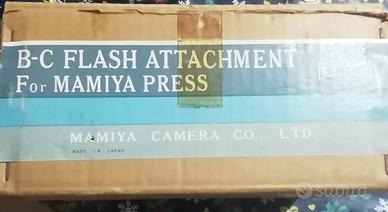 B-C FLASH ATTACHMENT
FOR MAMIYA PRESS
MAMIYA CAMERA CO., LTD
MADE IN JAPAN
subito